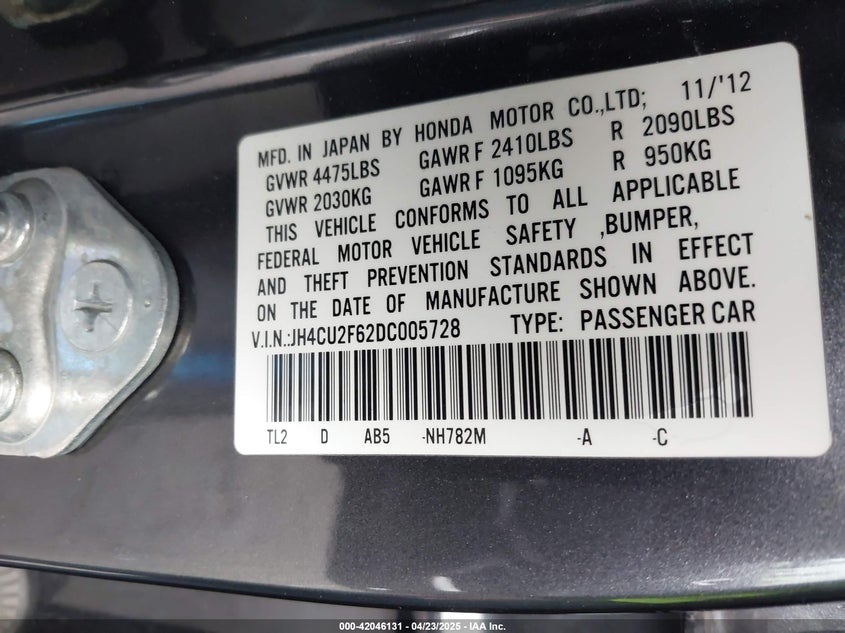 MFD. IN JAPAN BY HONDA MOTOR CO.,LTD; 11/'12
GVWR 4475LBS GAWR F 2410LBS R 2090LBS
GVWR 2030KG GAWR F 1095KG R 950KG
THIS VEHICLE CONFORMS TO ALL APPLICABLE
FEDERAL MOTOR VEHICLE SAFETY ,BUMPER,
AND THEFT PREVENTION STANDARDS IN EFFECT
ON THE DATE OF MANUFACTURE SHOWN ABOVE.
V.I.N.:JH4CU2F62DC005728 TYPE: PASSENGER CAR
TL2 D AB5 -NH782M -A -C
000-42046131 - 04/23/2025 - IAA Inc.